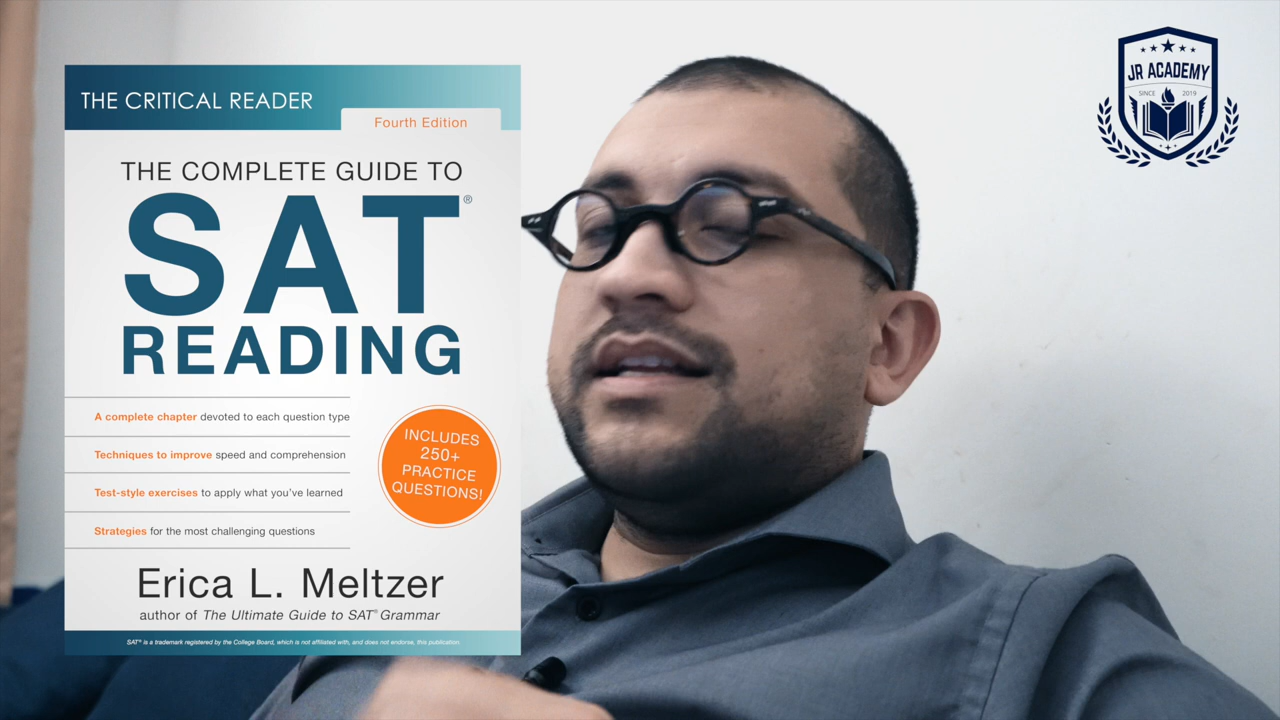 THE CRITICAL READER
Fourth Edition
THE COMPLETE GUIDE TO
SAT®
READING
A complete chapter devoted to each question type
Techniques to improve speed and comprehension
Test-style exercises to apply what you've learned
Strategies for the most challenging questions
INCLUDES
250+
PRACTICE
QUESTIONS!
Erica L. Meltzer
author of The Ultimate Guide to SAT® Grammar
SAT® is a trademark registered by the College Board, which is not affiliated with, and does not endorse, this publication.
JR ACADEMY
SINCE 2019